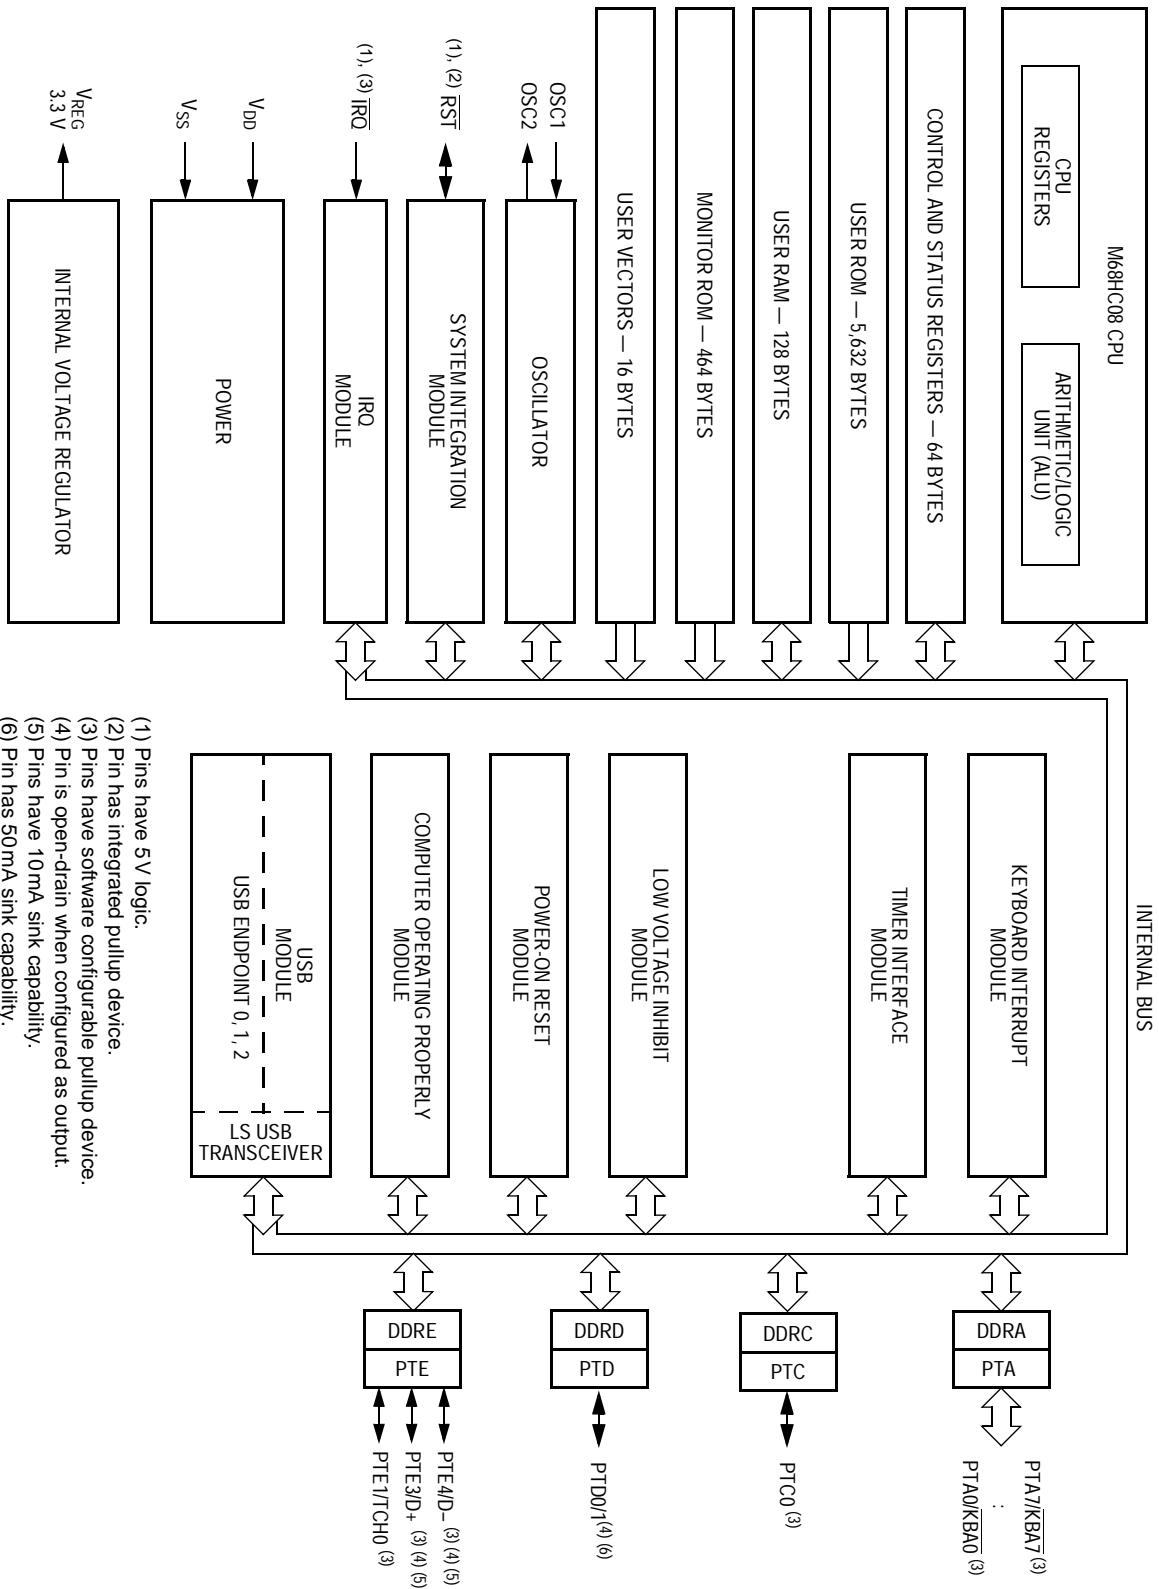 INTERNAL BUS
M68HC08 CPU
CPU
REGISTERS
ARITHMETIC/LOGIC
UNIT (ALU)
CONTROL AND STATUS REGISTERS — 64 BYTES
USER ROM — 5,632 BYTES
USER RAM — 128 BYTES
MONITOR ROM — 464 BYTES
USER VECTORS — 16 BYTES
OSC1
OSC2
OSCILLATOR
(1), (2) RST
SYSTEM INTEGRATION
MODULE
(1), (3) IRQ
IRQ
MODULE
VDD
VSS
POWER
VREG
3.3 V
INTERNAL VOLTAGE REGULATOR
KEYBOARD INTERRUPT
MODULE
TIMER INTERFACE
MODULE
LOW VOLTAGE INHIBIT
MODULE
POWER-ON RESET
MODULE
COMPUTER OPERATING PROPERLY
MODULE
USB
MODULE
USB ENDPOINT 0, 1, 2
LS USB
TRANSCEIVER
DDRA
PTA
PTA7/KBA7 (3)
:
PTA0/KBA0 (3)
DDRC
PTC
PTC0 (3)
DDRD
PTD
PTD0/1 (4) (6)
DDRE
PTE
PTE4/D– (3) (4) (5)
PTE3/D+ (3) (4) (5)
PTE1/TCH0 (3)
(1) Pins have 5V logic.
(2) Pin has integrated pullup device.
(3) Pins have software configurable pullup device.
(4) Pin is open-drain when configured as output.
(5) Pins have 10mA sink capability.
(6) Pin has 50mA sink capability.